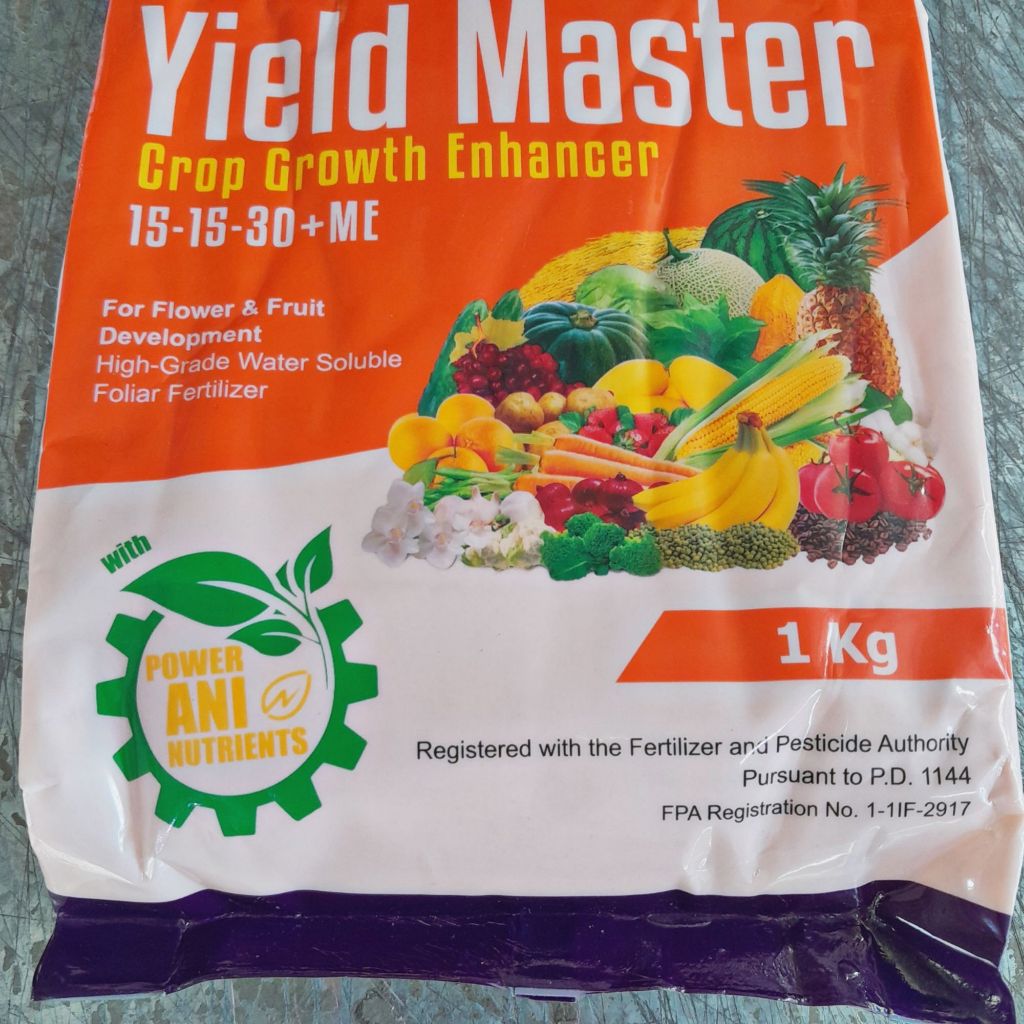 Yield Master
Crop Growth Enhancer
15-15-30+ME
For Flower & Fruit
Development
High-Grade Water Soluble
Foliar Fertilizer
with
POWER
ANI
NUTRIENTS
1 Kg
Registered with the Fertilizer and Pesticide Authority
Pursuant to P.D. 1144
FPA Registration No. 1-1IF-2917